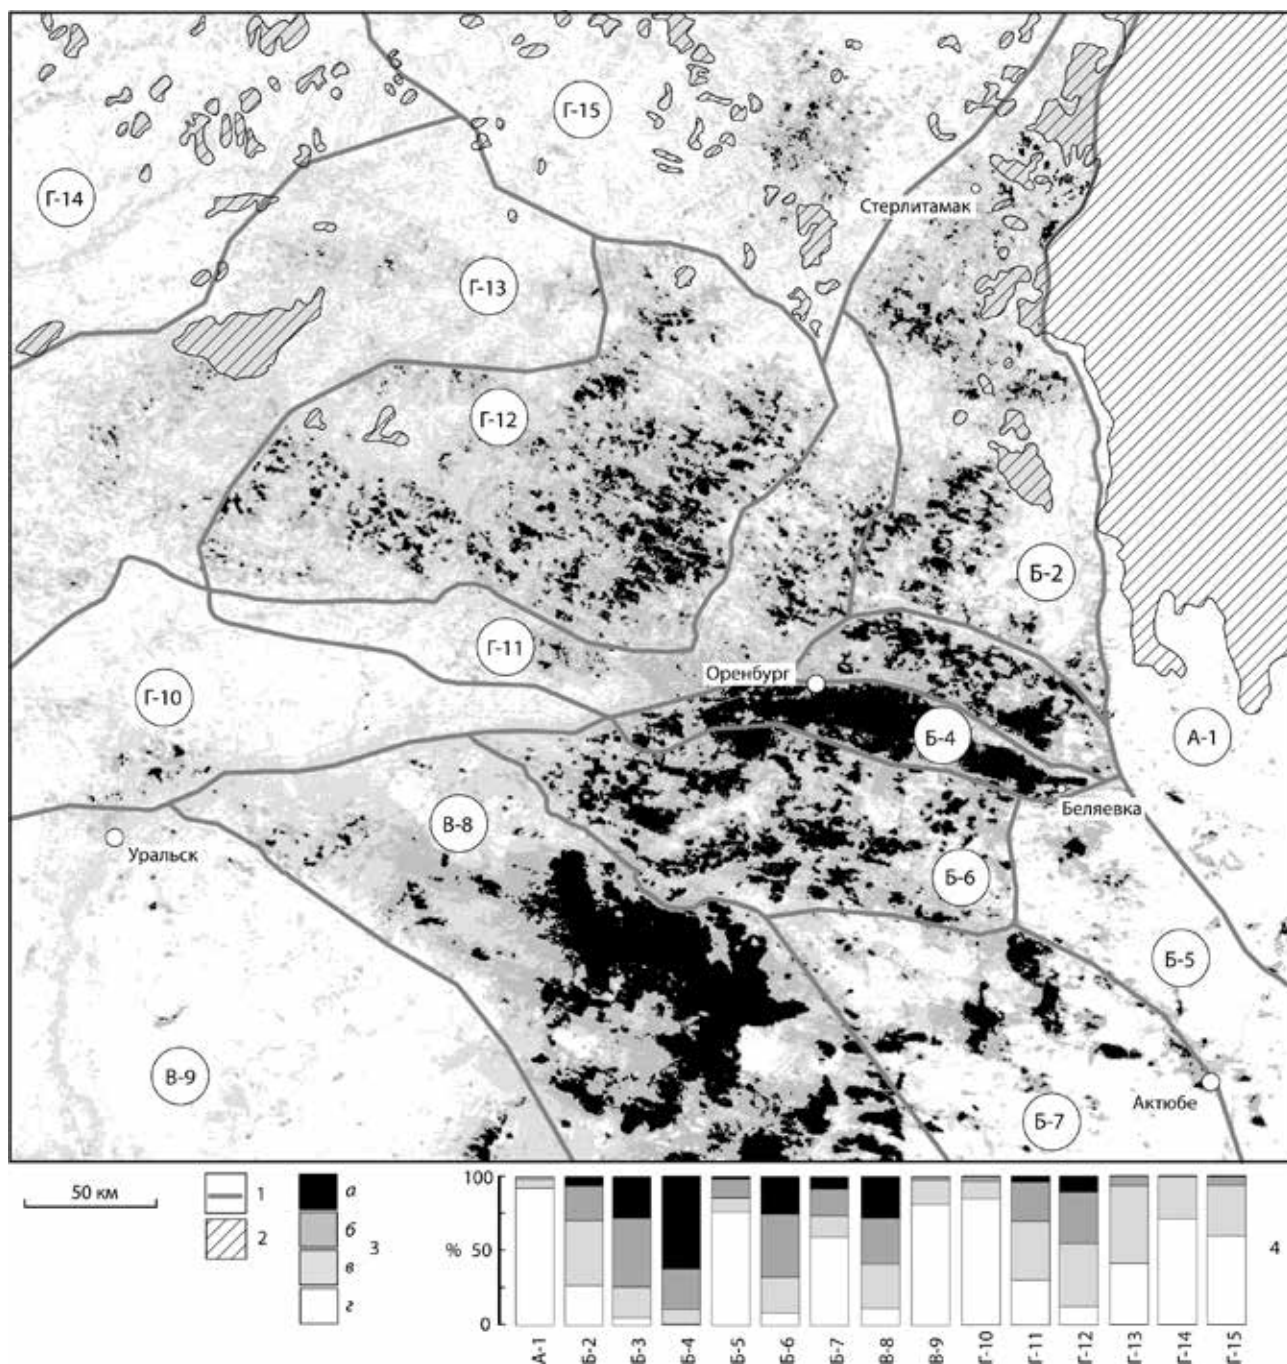 Г-15
Г-14
Стерлитамак
Г-13
Г-12
Б-2
Г-11
Оренбург
Г-10
Б-4
А-1
Беляевка
В-8
Уральск
Б-6
Б-5
В-9
Актюбе
Б-7
50 км
1
2
а
б
в
г
3
100
% 50
0
4
А-1
Б-2
Б-3
Б-4
Б-5
Б-6
Б-7
В-8
В-9
Г-10
Г-11
Г-12
Г-13
Г-14
Г-15